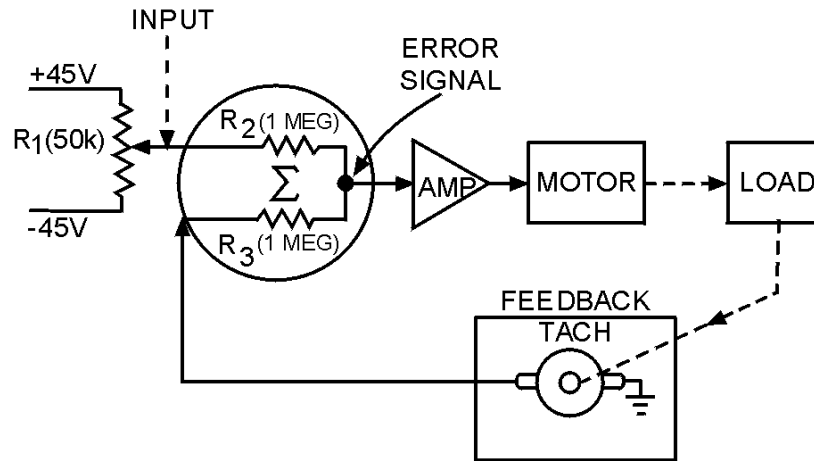 INPUT
+45V
R1(50k)
-45V
R2(1 MEG)
Σ
R3(1 MEG)
ERROR
SIGNAL
AMP
MOTOR
LOAD
FEEDBACK
TACH